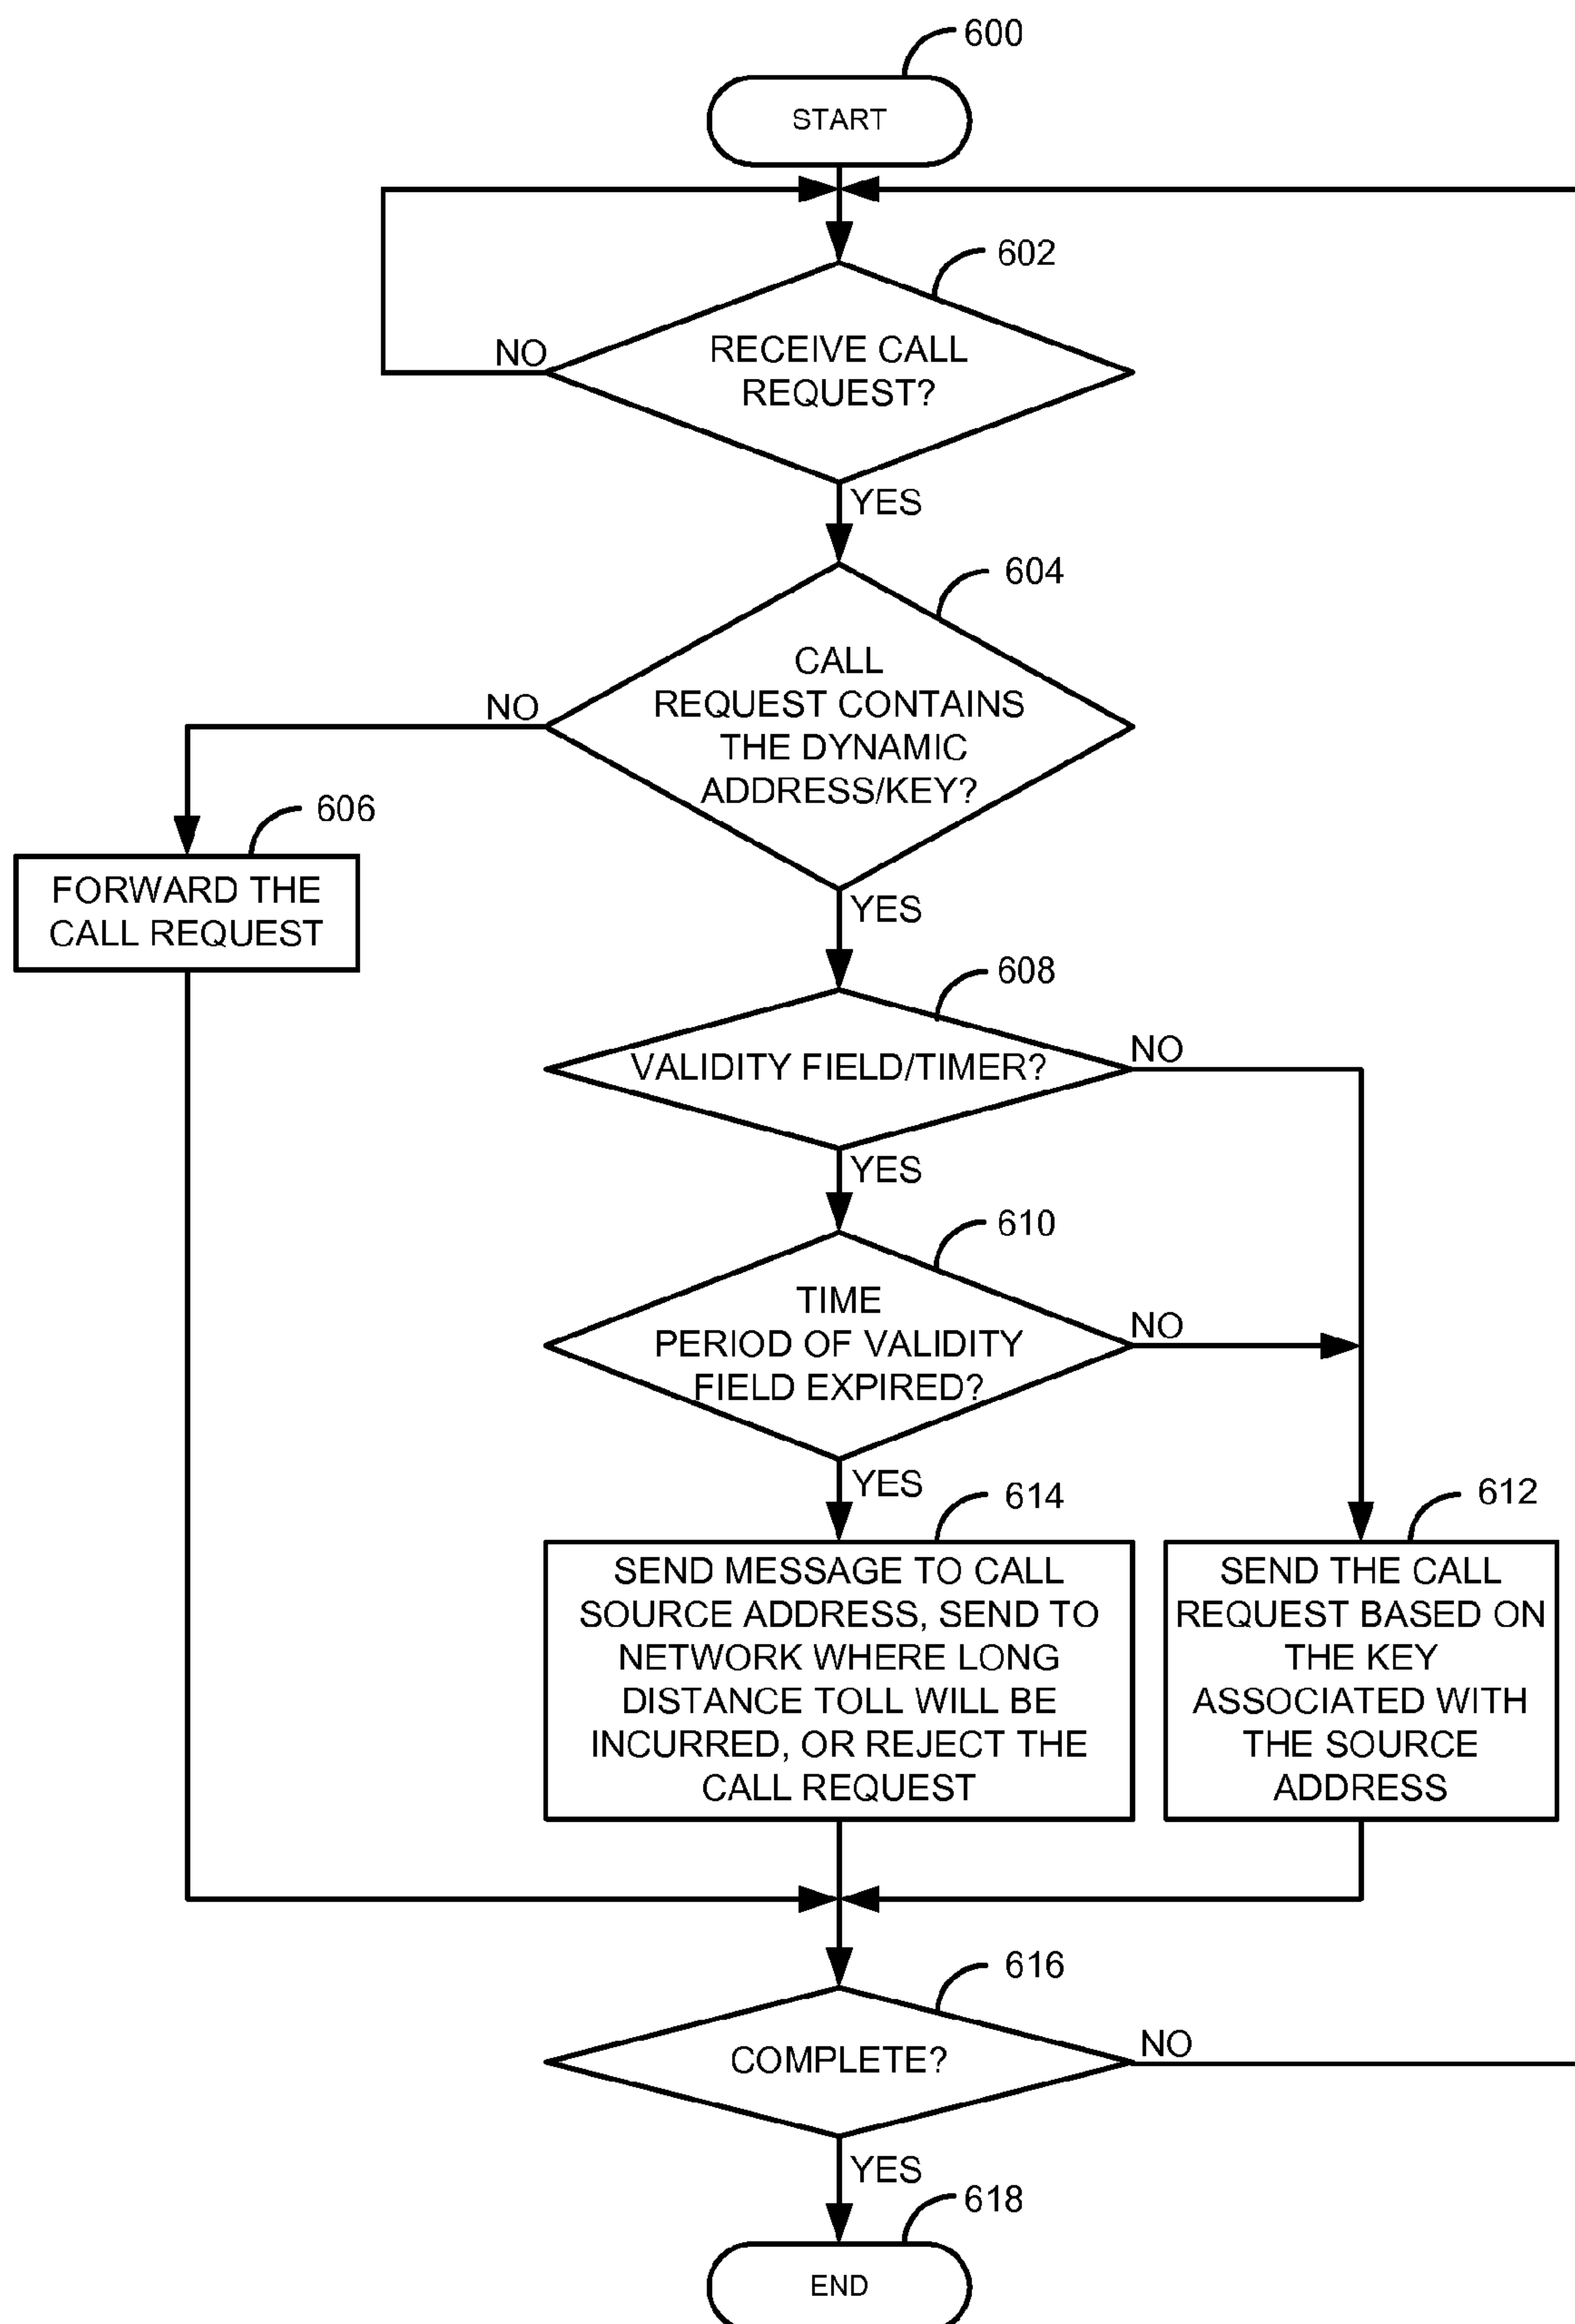 600
START
602
RECEIVE CALL
REQUEST?
NO
YES
604
CALL
REQUEST CONTAINS
THE DYNAMIC
ADDRESS/KEY?
NO
606
FORWARD THE
CALL REQUEST
YES
608
VALIDITY FIELD/TIMER?
NO
YES
610
TIME
PERIOD OF VALIDITY
FIELD EXPIRED?
NO
YES
614
SEND MESSAGE TO CALL
SOURCE ADDRESS, SEND TO
NETWORK WHERE LONG
DISTANCE TOLL WILL BE
INCURRED, OR REJECT THE
CALL REQUEST
612
SEND THE CALL
REQUEST BASED ON
THE KEY
ASSOCIATED WITH
THE SOURCE
ADDRESS
616
COMPLETE?
NO
YES
618
END